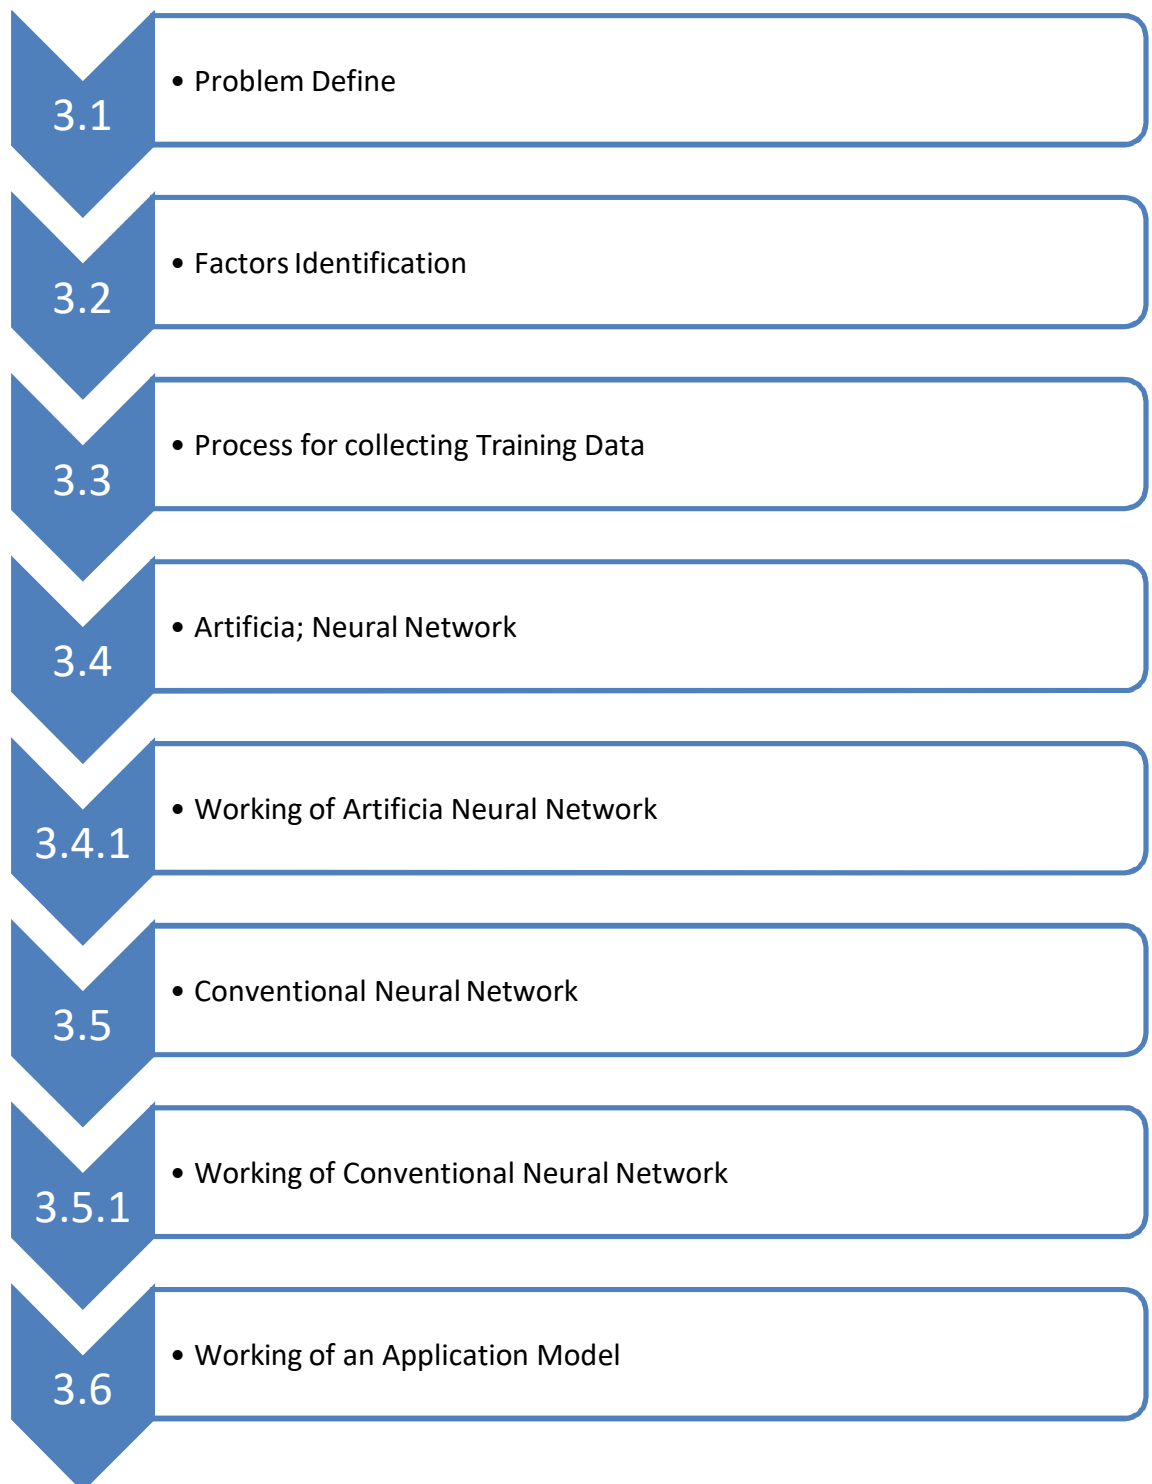 3.1
• Problem Define
3.2
• Factors Identification
3.3
• Process for collecting Training Data
3.4
• Artificia; Neural Network
3.4.1
• Working of Artificia Neural Network
3.5
• Conventional Neural Network
3.5.1
• Working of Conventional Neural Network
3.6
• Working of an Application Model